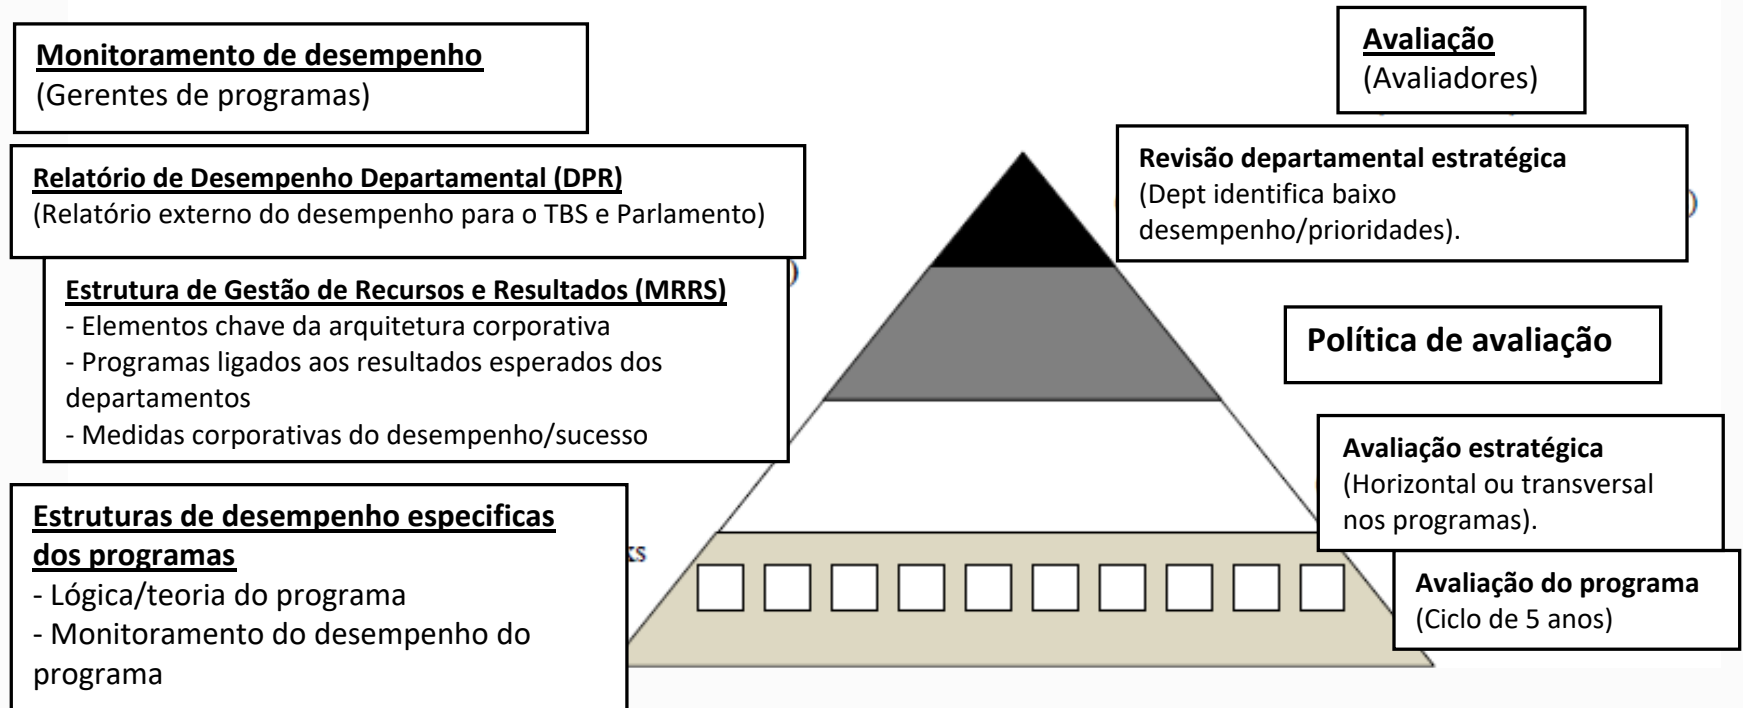 Monitoramento de desempenho
(Gerentes de programas)
Avaliação
(Avaliadores)
Relatório de Desempenho Departamental (DPR)
(Relatório externo do desempenho para o TBS e Parlamento)
Revisão departamental estratégica
(Dept identifica baixo
desempenho/prioridades).
)
)
Estrutura de Gestão de Recursos e Resultados (MRRS)
- Elementos chave da arquitetura corporativa
- Programas ligados aos resultados esperados dos
departamentos
- Medidas corporativas do desempenho/sucesso
Política de avaliação
Avaliação estratégica
(Horizontal ou transversal
nos programas).
Estruturas de desempenho especificas
dos programas
- Lógica/teoria do programa
- Monitoramento do desempenho do
programa
ks
Avaliação do programa
(Ciclo de 5 anos)